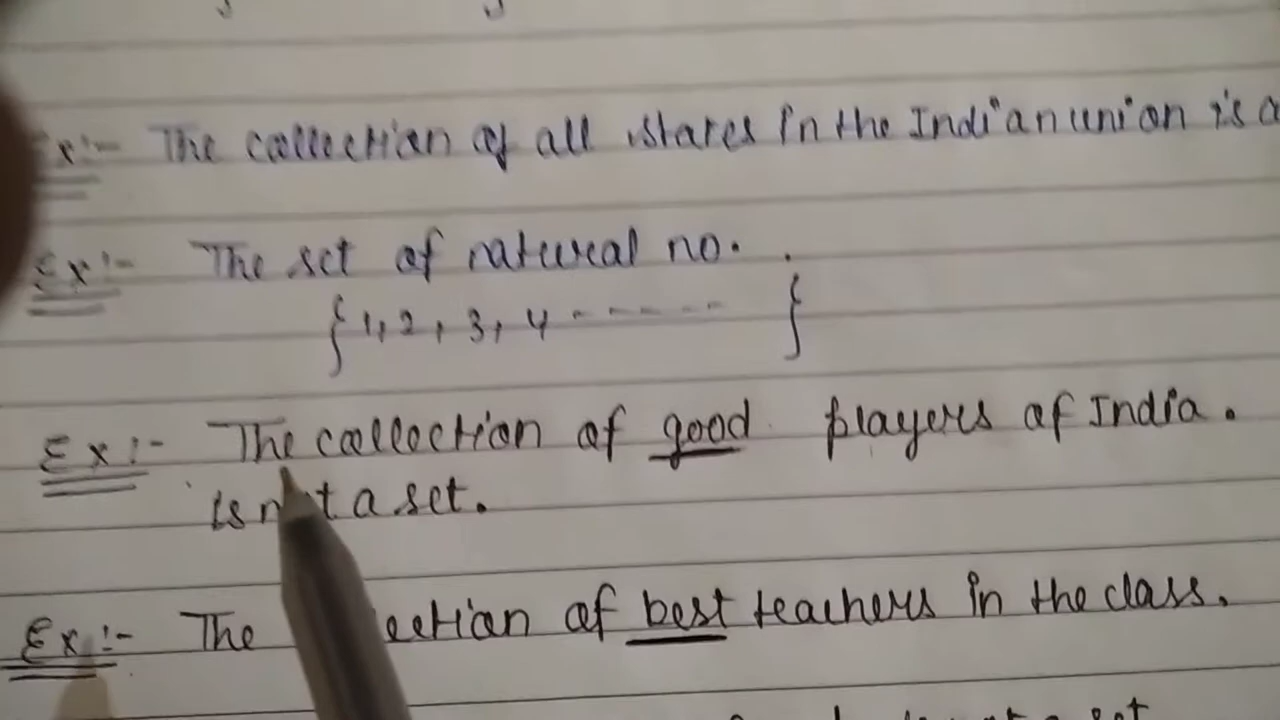 Ex:- The collection of all states in the Indian union is a
Ex:- The set of natural no.
{1, 2, 3, 4 ------ }
Ex:- The collection of good players of India.
is not a set.
Ex:- The of best teachers in the class.
set